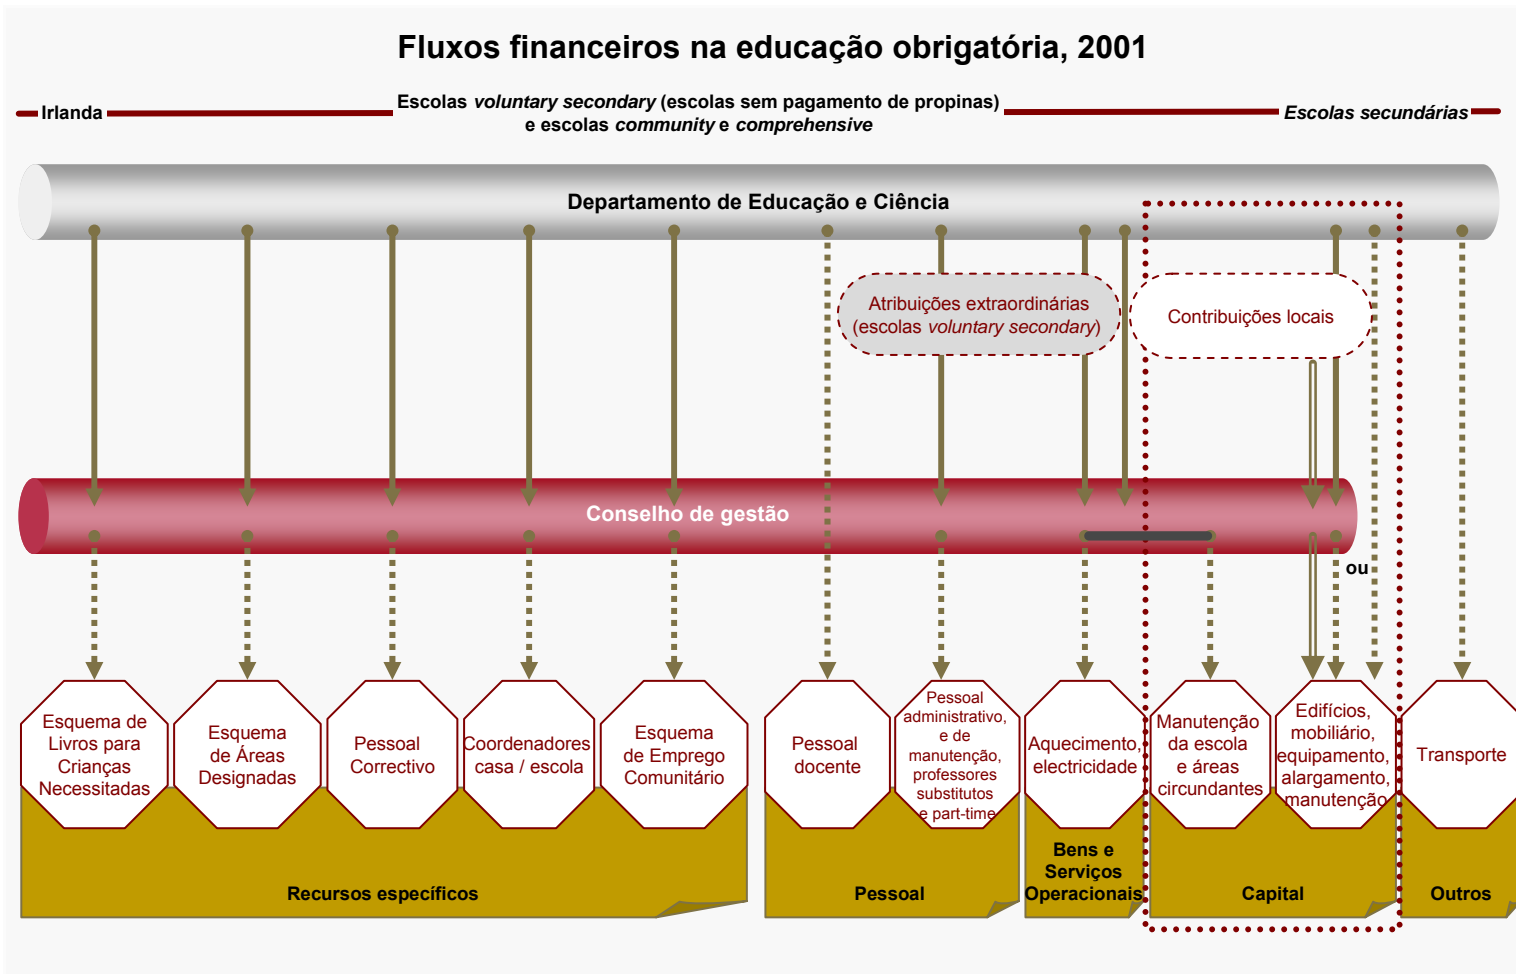 Fluxos financeiros na educação obrigatória, 2001
Irlanda
Escolas voluntary secondary (escolas sem pagamento de propinas)
e escolas community e comprehensive
Escolas secundárias
Departamento de Educação e Ciência
Atribuições extraordinárias
(escolas voluntary secondary)
Contribuições locais
Conselho de gestão
ou
Esquema de
Livros para
Crianças
Necessitadas
Esquema
de Áreas
Designadas
Pessoal
Correctivo
Coordenadores
casa / escola
Esquema
de Emprego
Comunitário
Pessoal
docente
Pessoal
administrativo,
e de
manutenção,
professores
substitutos
e part-time
Aquecimento,
electricidade
Manutenção
da escola
e áreas
circundantes
Edifícios,
mobiliário,
equipamento,
alargamento,
manutenção
Transporte
Recursos específicos
Pessoal
Bens e
Serviços
Operacionais
Capital
Outros